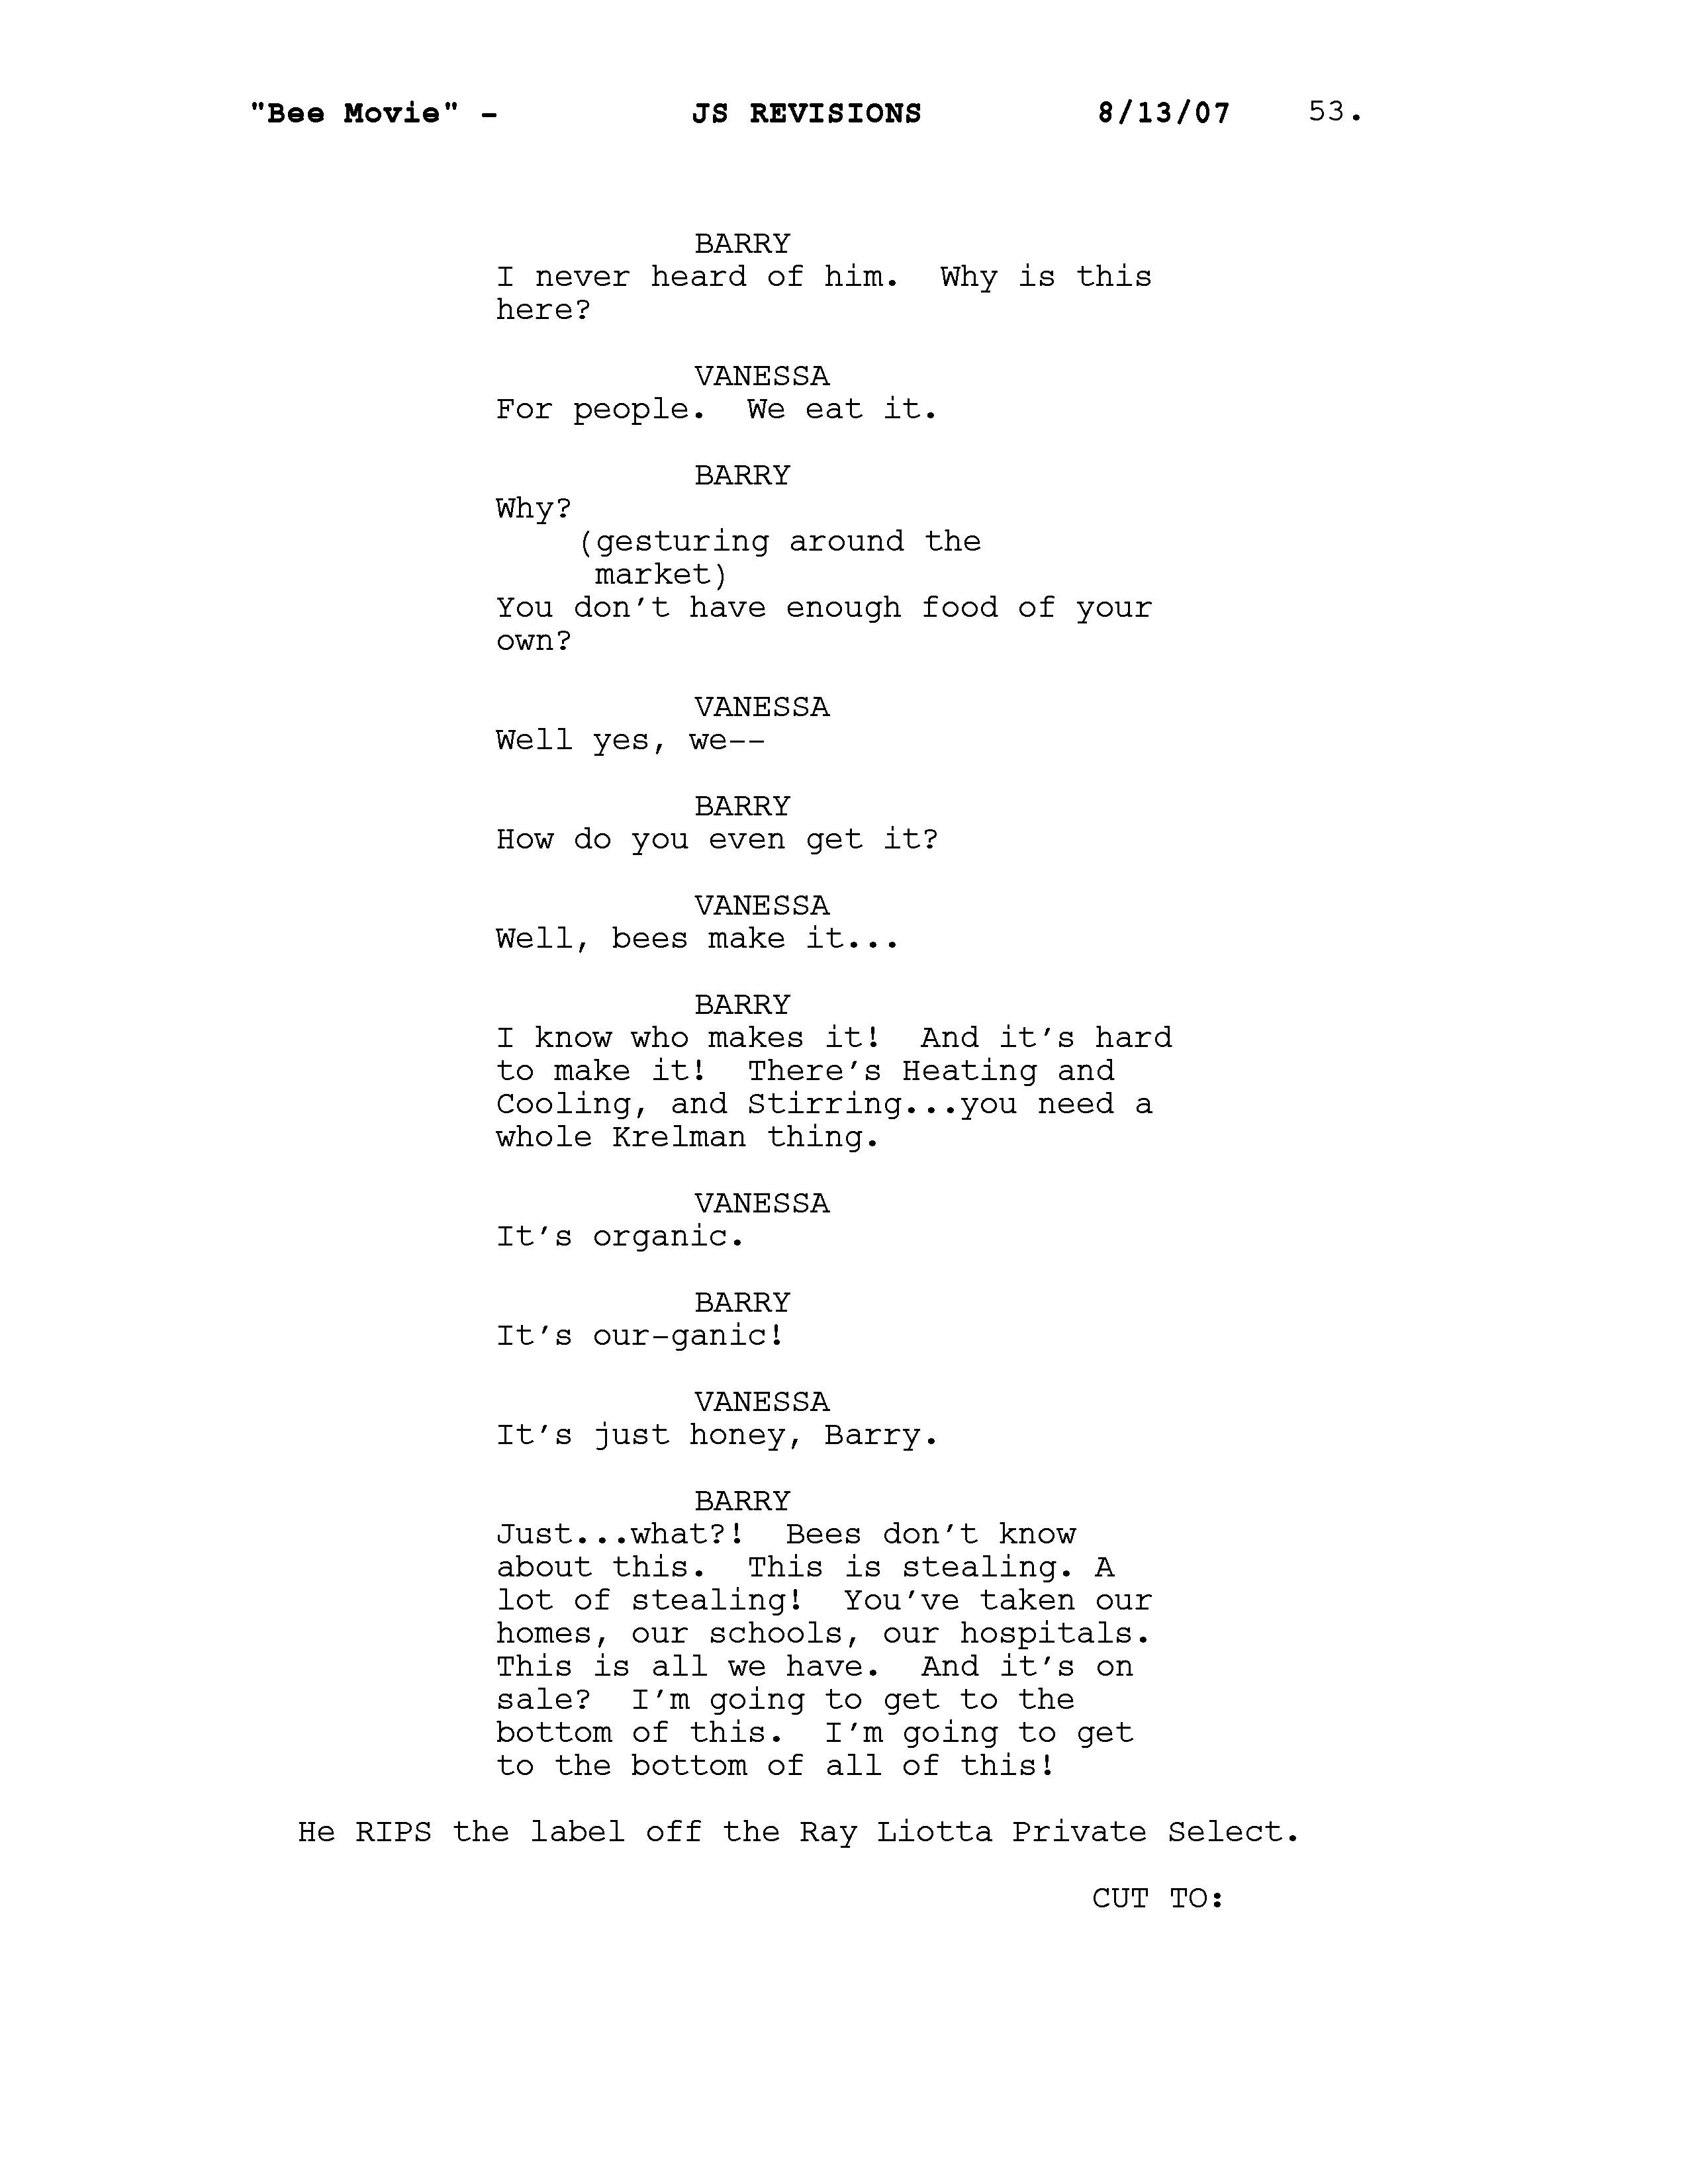 "Bee Movie" - JS REVISIONS 8/13/07 53.
BARRY
I never heard of him.  Why is this
here?
VANESSA
For people.  We eat it.
BARRY
Why?
(gesturing around the
market)
You don't have enough food of your
own?
VANESSA
Well yes, we--
BARRY
How do you even get it?
VANESSA
Well, bees make it...
BARRY
I know who makes it!  And it's hard
to make it!  There's Heating and
Cooling, and Stirring...you need a
whole Krelman thing.
VANESSA
It's organic.
BARRY
It's our-ganic!
VANESSA
It's just honey, Barry.
BARRY
Just...what?!  Bees don't know
about this.  This is stealing. A
lot of stealing!  You've taken our
homes, our schools, our hospitals.
This is all we have.  And it's on
sale?  I'm going to get to the
bottom of this.  I'm going to get
to the bottom of all of this!
He RIPS the label off the Ray Liotta Private Select.
CUT TO: